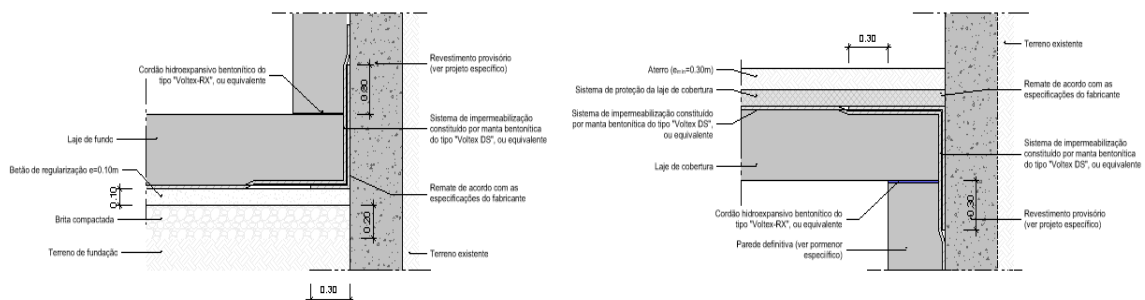 Cordão hidroexpansivo bentonítico do
tipo "Voltex-RX", ou equivalente
Laje de fundo
Betão de regularização e=0.10m
0.10
Brita compactada
Terreno de fundação
0.30
Revestimento provisório
(ver projeto específico)
Sistema de impermeabilização
constituído por manta bentonítica
do tipo "Voltex DS", ou equivalente
Remate de acordo com as
especificações do fabricante
0.20
Terreno existente
0.30
Terreno existente
Aterro (emin=0.30m)
Sistema de proteção da laje de cobertura
Remate de acordo com as
especificações do fabricante
Sistema de impermeabilização constituído
por manta bentonítica do tipo "Voltex DS",
ou equivalente
Sistema de impermeabilização
constituído por manta bentonítica
do tipo "Voltex DS", ou equivalente
Laje de cobertura
Cordão hidroexpansivo bentonítico do
tipo "Voltex-RX", ou equivalente
0.30
Revestimento provisório
(ver projeto específico)
Parede definitiva (ver pormenor
específico)